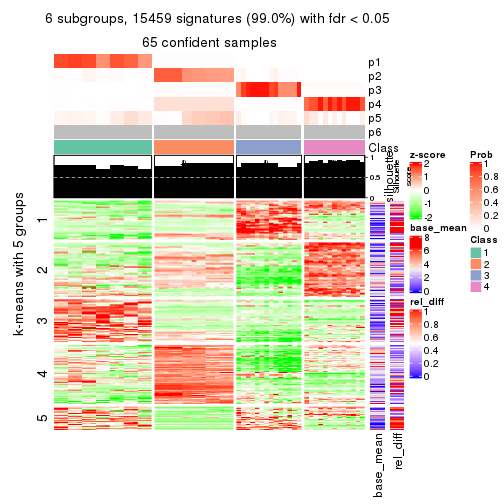 6 subgroups, 15459 signatures (99.0%) with fdr < 0.05
65 confident samples
p1
p2
p3
p4
p5
p6
Class
1
0.5
0
silhouette
Silhouette
score
k-means with 5 groups
1
2
3
4
5
base_mean
rel_diff
z-score
2
1
0
-1
-2
base_mean
8
6
4
2
0
rel_diff
1
0.8
0.6
0.4
0.2
0
Prob
1
0.8
0.6
0.4
0.2
0
Class
1
2
3
4